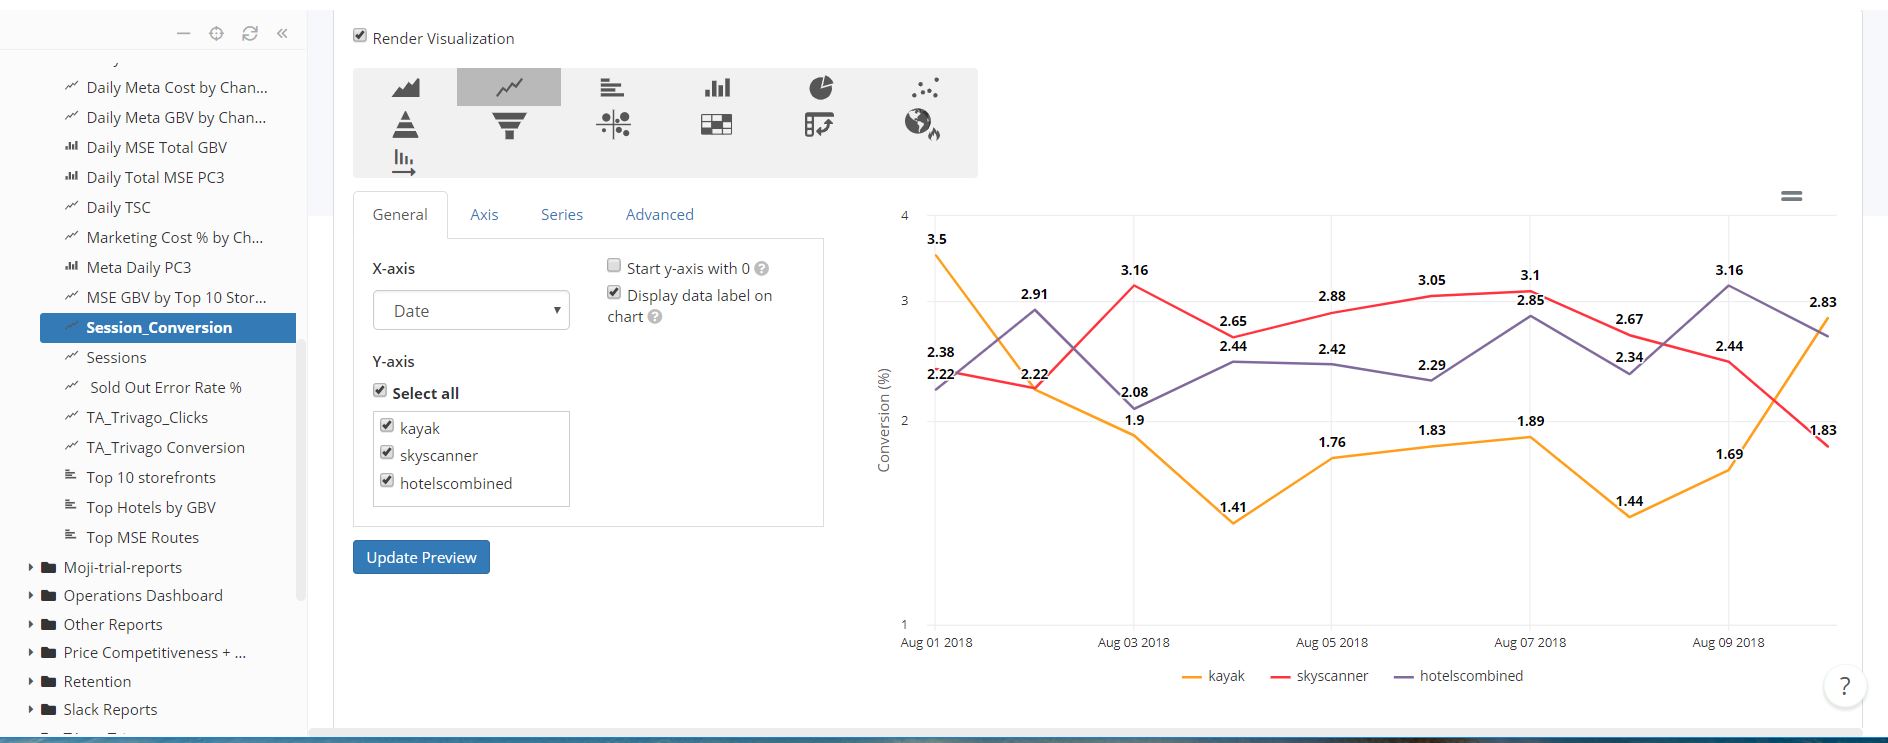 Daily Meta Cost by Chan...
Daily Meta GBV by Chan...
Daily MSE Total GBV
Daily Total MSE PC3
Daily TSC
Marketing Cost % by Ch...
Meta Daily PC3
MSE GBV by Top 10 Stor...
Session_Conversion
Sessions
Sold Out Error Rate %
TA_Trivago_Clicks
TA_Trivago Conversion
Top 10 storefronts
Top Hotels by GBV
Top MSE Routes
Moji-trial-reports
Operations Dashboard
Other Reports
Price Competitiveness + ...
Retention
Slack Reports
Render Visualization
General Axis Series Advanced
X-axis
Date
Start y-axis with 0 ?
Display data label on
chart ?
Y-axis
Select all
kayak
skyscanner
hotelscombined
Update Preview
Conversion (%)
4
3
2
1
3.5
2.38
2.22
2.91
2.22
3.16
2.08
1.9
2.65
2.44
1.41
2.88
2.42
1.76
3.05
2.29
1.83
3.1
2.85
1.89
2.67
2.34
1.44
3.16
2.44
1.69
2.83
1.83
Aug 01 2018 Aug 03 2018 Aug 05 2018 Aug 07 2018 Aug 09 2018
kayak skyscanner hotelscombined
?